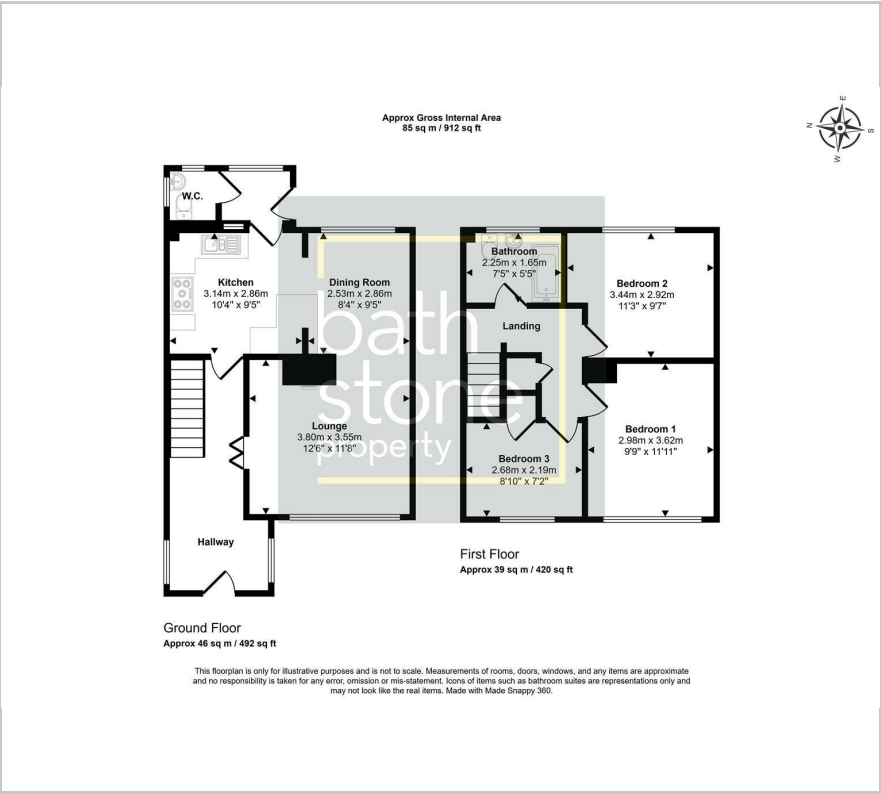 Approx Gross Internal Area
85 sq m / 912 sq ft
E
N
S
W
W.C.
Kitchen
3.14m x 2.86m
10'4" x 9'5"
Dining Room
2.53m x 2.86m
8'4" x 9'5"
Lounge
3.80m x 3.55m
12'6" x 11'8"
Hallway
Ground Floor
Approx 46 sq m / 492 sq ft
Bathroom
2.25m x 1.65m
7'5" x 5'5"
Bedroom 2
3.44m x 2.92m
11'3" x 9'7"
Landing
Bedroom 1
2.98m x 3.62m
9'9" x 11'11"
Bedroom 3
2.68m x 2.19m
8'10" x 7'2"
First Floor
Approx 39 sq m / 420 sq ft
bath
stone
property
This floorplan is only for illustrative purposes and is not to scale. Measurements of rooms, doors, windows, and any items are approximate
and no responsibility is taken for any error, omission or mis-statement. Icons of items such as bathroom suites are representations only and
may not look like the real items. Made with Made Snappy 360.